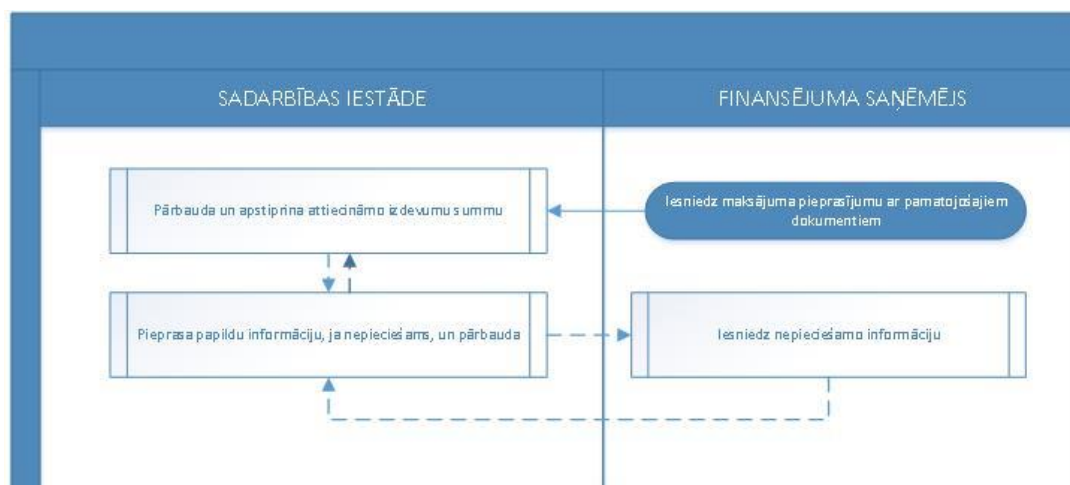 SADARBĪBAS IESTĀDE
FINANSĒJUMA SAŅĒMĒJS
Pārbauda un apstiprina attiecināmo izdevumu summu
Iesniedz maksājuma pieprasījumu ar pamatojošajiem
dokumentiem
Pieprasa papildu informāciju, ja nepieciešams, un pārbauda
Iesniedz nepieciešamo informāciju